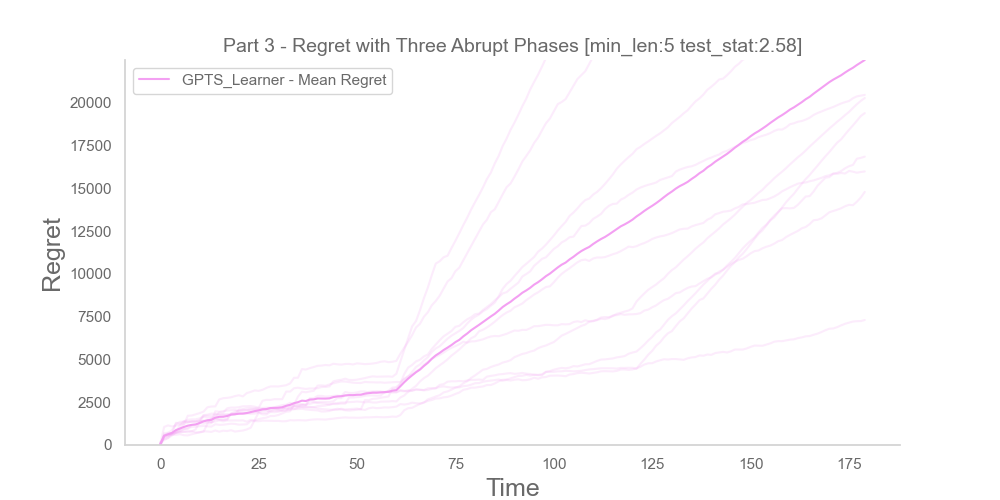 Part 3 - Regret with Three Abrupt Phases [min_len:5 test_stat:2.58]
GPTS_Learner - Mean Regret
20000
17500
15000
12500
10000
7500
5000
2500
0
Regret
0 25 50 75 100 125 150 175
Time